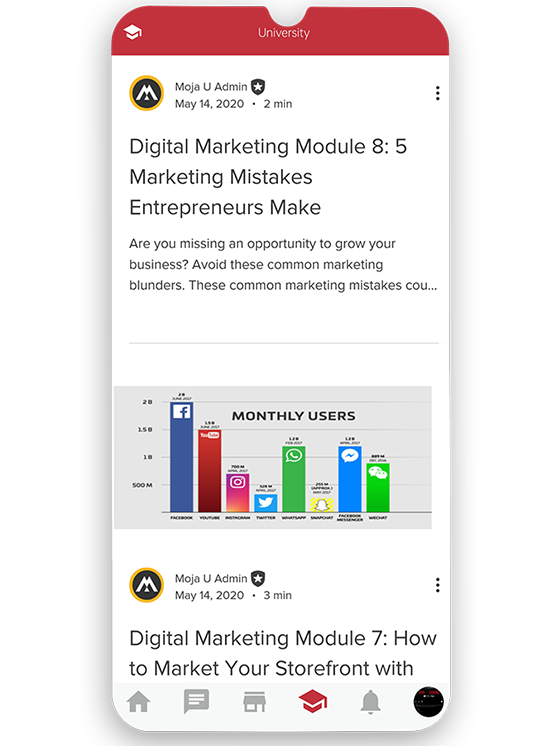 University
Moja U Admin
May 14, 2020 • 2 min
Digital Marketing Module 8: 5
Marketing Mistakes
Entrepreneurs Make
Are you missing an opportunity to grow your
business? Avoid these common marketing
blunders. These common marketing mistakes cou...
MONTHLY USERS
2 B
1.5 B
1 B
500 M
2 B
JUNE 2017
1.5 B
JUNE 2017
YouTube
700 M
APRIL 2017
328 M
APRIL 2017
1.2 B
FEB 2017
255 M
(APPROX.)
MAY 2017
1.2 B
APRIL 2017
889 M
DEC 2016
FACEBOOK
YOUTUBE
INSTAGRAM
TWITTER
WHATSAPP
SNAPCHAT
FACEBOOK
MESSENGER
WECHAT
Moja U Admin
May 14, 2020 • 3 min
Digital Marketing Module 7: How
to Market Your Storefront with